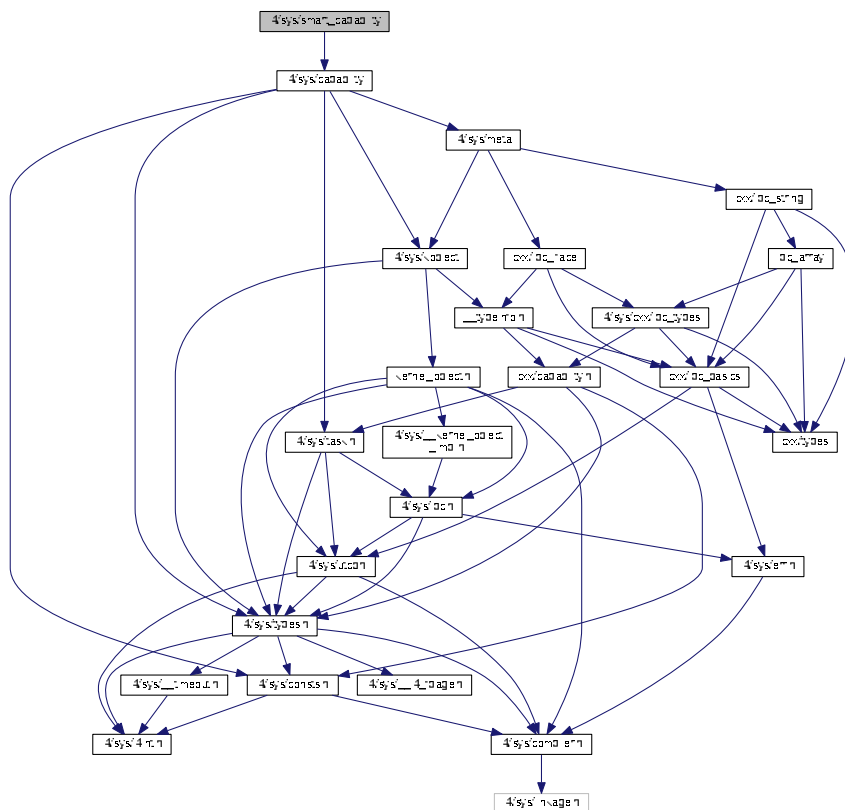 l4/sys/smart_capability
l4/sys/capability
l4/sys/meta
cxx/ipc_string
l4/sys/kobject
cxx/ipc_iface
ipc_array
__typeinfo.h
l4/sys/cxx/ipc_types
kernel_object.h
cxx/capability.h
cxx/ipc_basics
l4/sys/task.h
l4/sys/__kernel_object
_impl.h
cxx/types
l4/sys/ipc.h
l4/sys/utcb.h
l4/sys/err.h
l4/sys/types.h
l4/sys/__timeout.h
l4/sys/consts.h
l4/sys/__l4_fpage.h
l4/sys/l4int.h
l4/sys/compiler.h
l4/sys/linkage.h